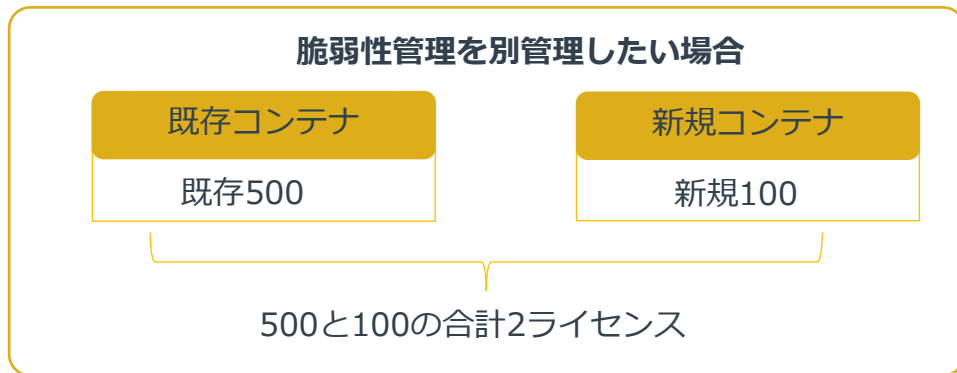 脆弱性管理を別管理したい場合
既存コンテナ
新規コンテナ
既存500
新規100
500と100の合計2ライセンス